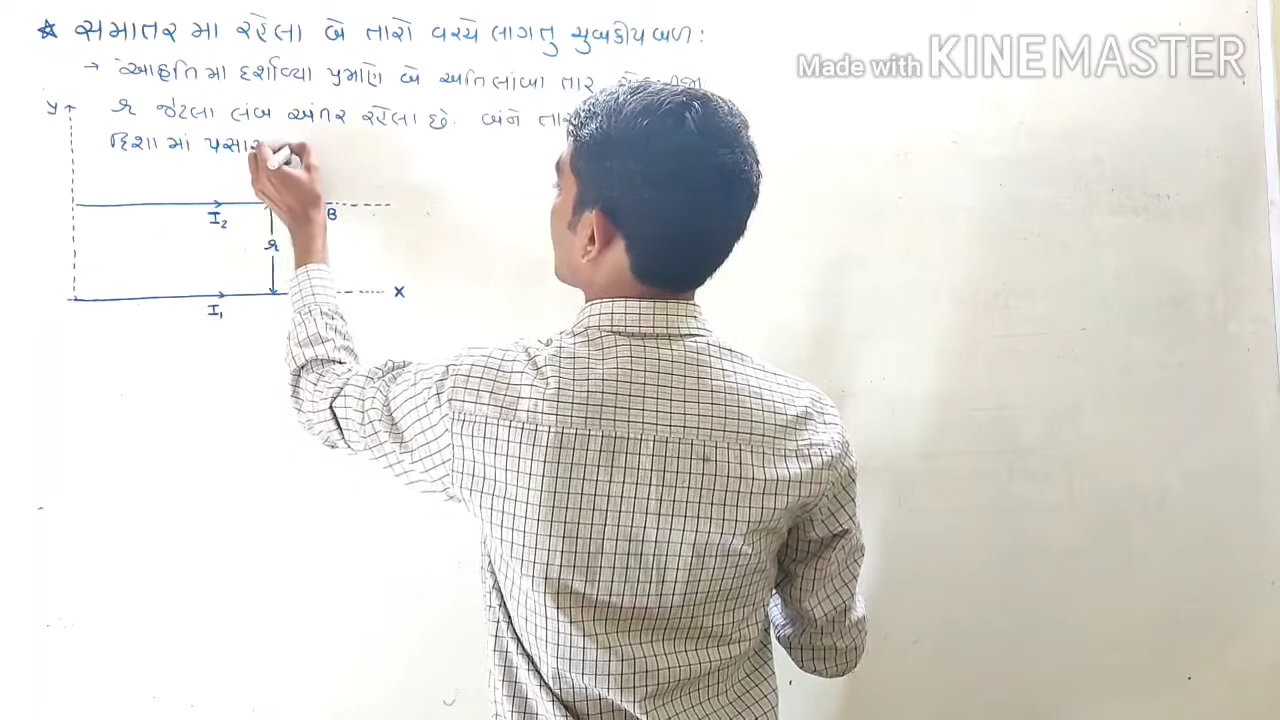 ★ સમાતર મા રહેલા બે તારો વચ્ચે લાગતુ ચુબકીય બળ :
Made with KINEMASTER
→ આકૃતિ મા દર્શાવ્યા પ્રમાણે બે અતિ લાંબા તાર
y
જેટલા લંબ અંતર રહેલા છે. બંને
દિશા માં
I₂
B
I₁
X